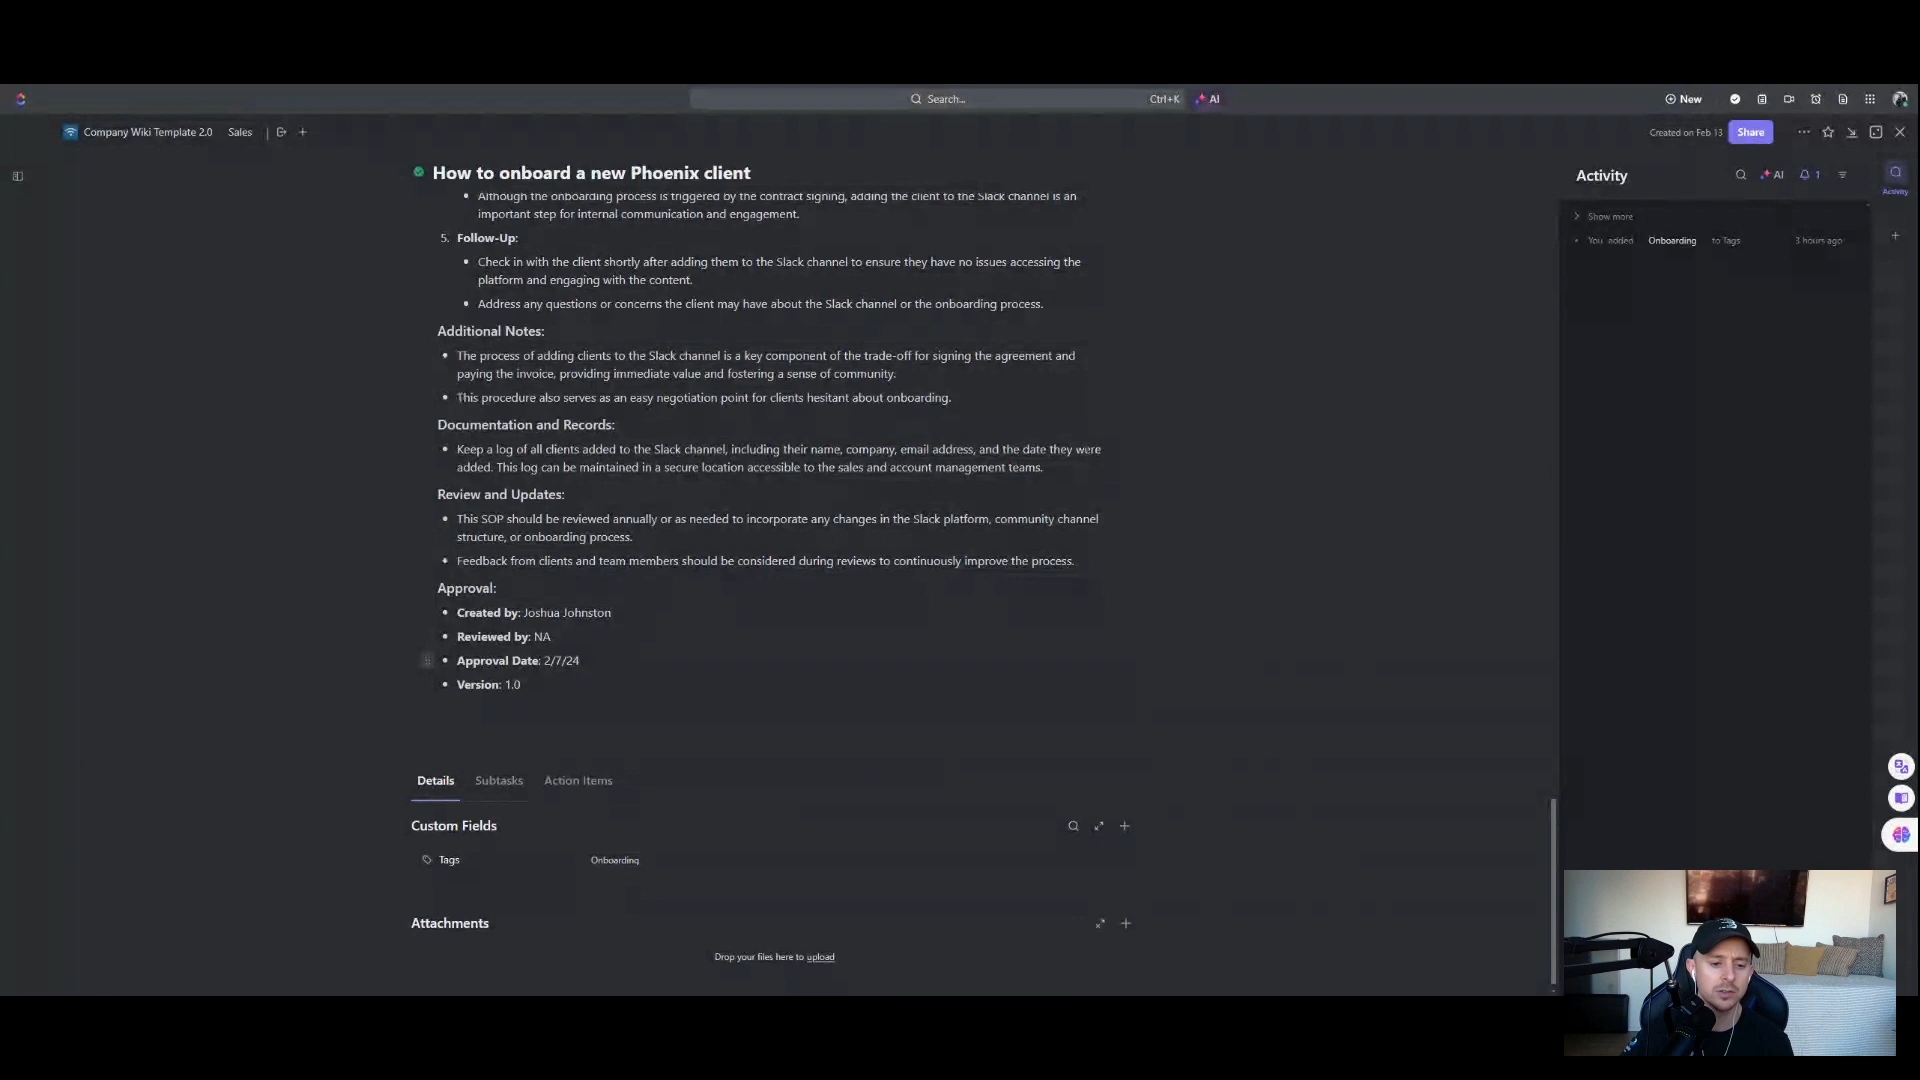 Search...
Ctrl+K
AI
New
Company Wiki Template 2.0
Sales
Created on Feb 13
Share
How to onboard a new Phoenix client
Although the onboarding process is triggered by the contract signing, adding the client to the Slack channel is an
important step for internal communication and engagement.
5. Follow-Up:
Check in with the client shortly after adding them to the Slack channel to ensure they have no issues accessing the
platform and engaging with the content.
Address any questions or concerns the client may have about the Slack channel or the onboarding process.
Additional Notes:
The process of adding clients to the Slack channel is a key component of the trade-off for signing the agreement and
paying the invoice, providing immediate value and fostering a sense of community.
This procedure also serves as an easy negotiation point for clients hesitant about onboarding.
Documentation and Records:
Keep a log of all clients added to the Slack channel, including their name, company, email address, and the date they were
added. This log can be maintained in a secure location accessible to the sales and account management teams.
Review and Updates:
This SOP should be reviewed annually or as needed to incorporate any changes in the Slack platform, community channel
structure, or onboarding process.
Feedback from clients and team members should be considered during reviews to continuously improve the process.
Approval:
Created by: Joshua Johnston
Reviewed by: NA
Approval Date: 2/7/24
Version: 1.0
Details
Subtasks
Action Items
Custom Fields
Tags
Onboarding
Attachments
Drop your files here to upload
Activity
AI
1
Activity
Show more
You added Onboarding to Tags
3 hours ago